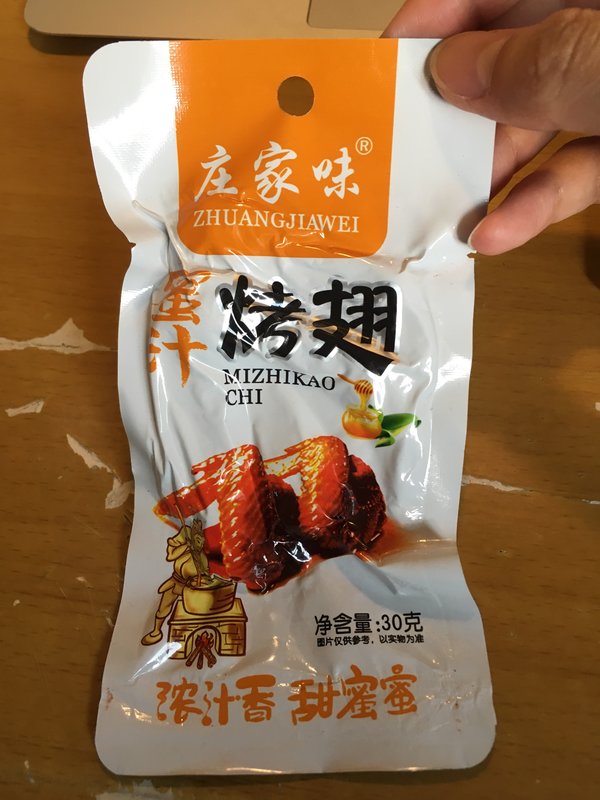 庄家味®
ZHUANGJIAWEI
蜜汁
烤翅
MIZHIKAO
CHI
净含量:30克
图片仅供参考，以实物为准
浓汁香 甜蜜蜜